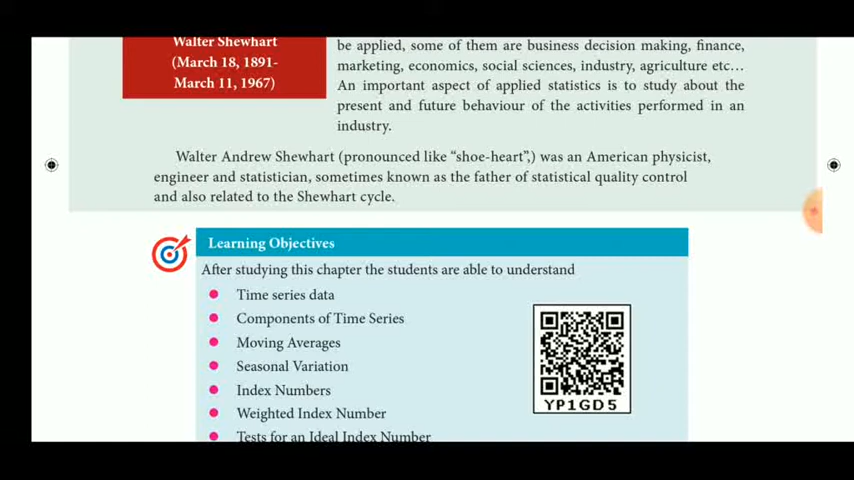 Walter Shewhart
(March 18, 1891-
March 11, 1967)
be applied, some of them are business decision making, finance,
marketing, economics, social sciences, industry, agriculture etc…
An important aspect of applied statistics is to study about the
present and future behaviour of the activities performed in an
industry.
Walter Andrew Shewhart (pronounced like “shoe-heart”,) was an American physicist,
engineer and statistician, sometimes known as the father of statistical quality control
and also related to the Shewhart cycle.
Learning Objectives
After studying this chapter the students are able to understand
Time series data
Components of Time Series
Moving Averages
Seasonal Variation
Index Numbers
Weighted Index Number
Tests for an Ideal Index Number
YP1GD5